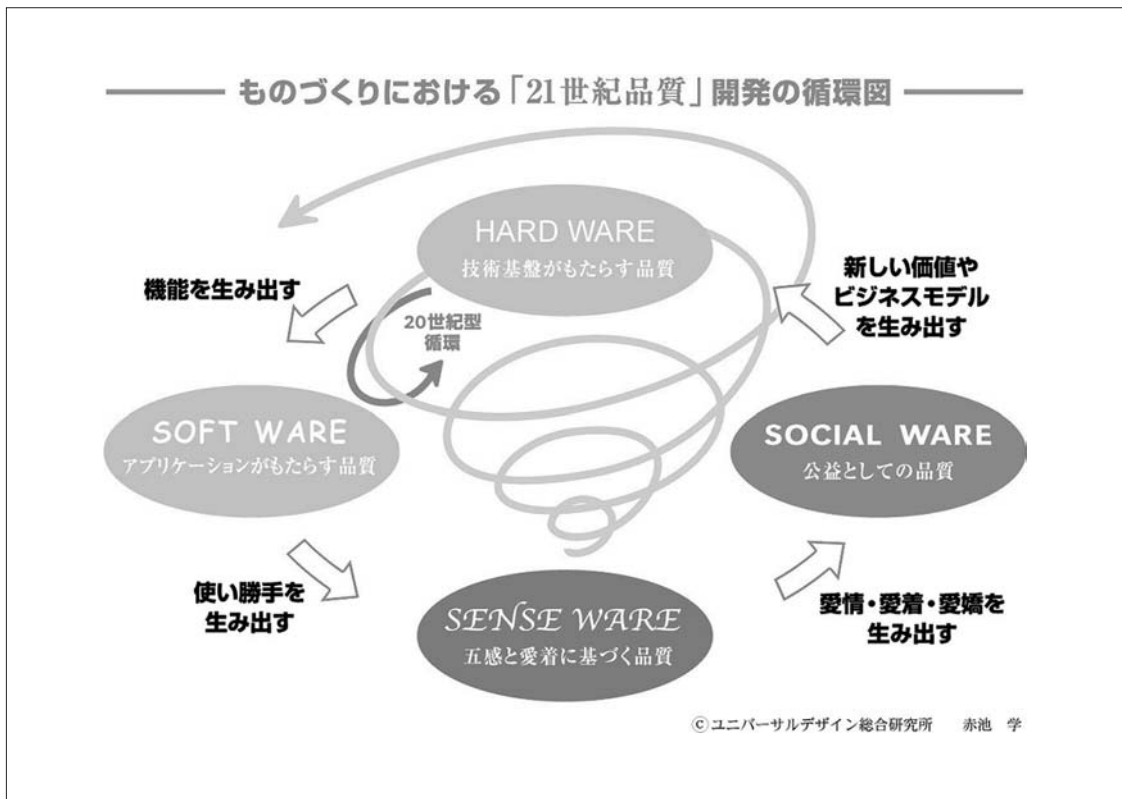 ものづくりにおける「21世紀品質」開発の循環図
HARD WARE
技術基盤がもたらす品質
機能を生み出す
20世紀型
循環
新しい価値や
ビジネスモデル
を生み出す
SOFT WARE
アプリケーションがもたらす品質
SOCIAL WARE
公益としての品質
使い勝手を
生み出す
SENSE WARE
五感と愛着に基づく品質
愛情・愛着・愛嬌を
生み出す
Ⓒユニバーサルデザイン総合研究所 赤池 学